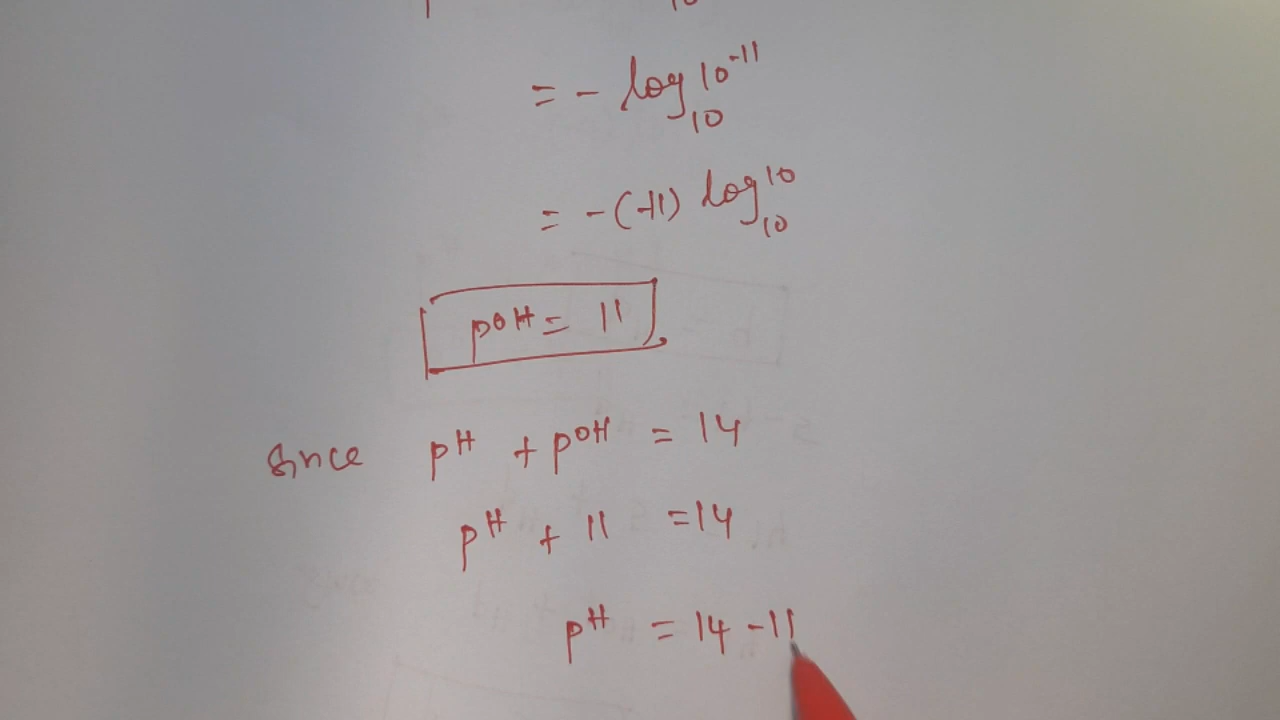 = - log₁₀ 10⁻¹¹
= -(-11) log₁₀ 10
pᴼᴴ = 11
Since pᴴ + pᴼᴴ = 14
pᴴ + 11 = 14
pᴴ = 14 - 11